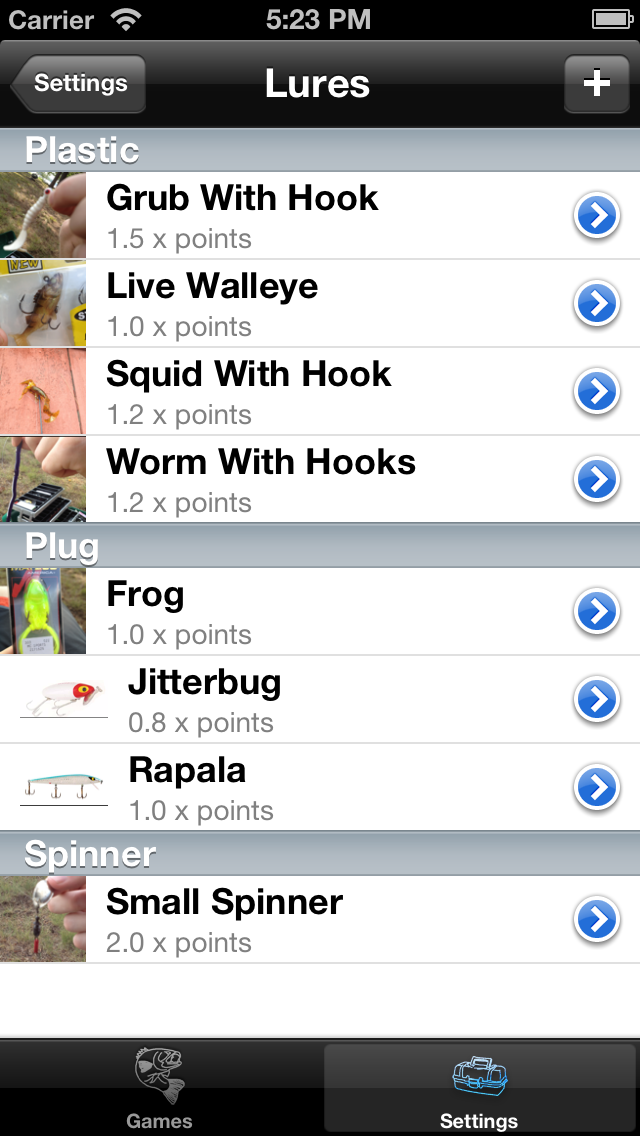 Carrier 5:23 PM
Settings Lures +
Plastic
Grub With Hook
1.5 x points
NEW
Live Walleye
1.0 x points
Squid With Hook
1.2 x points
Worm With Hooks
1.2 x points
Plug
Frog
1.0 x points
Jitterbug
0.8 x points
Rapala
1.0 x points
Spinner
Small Spinner
2.0 x points
Games Settings